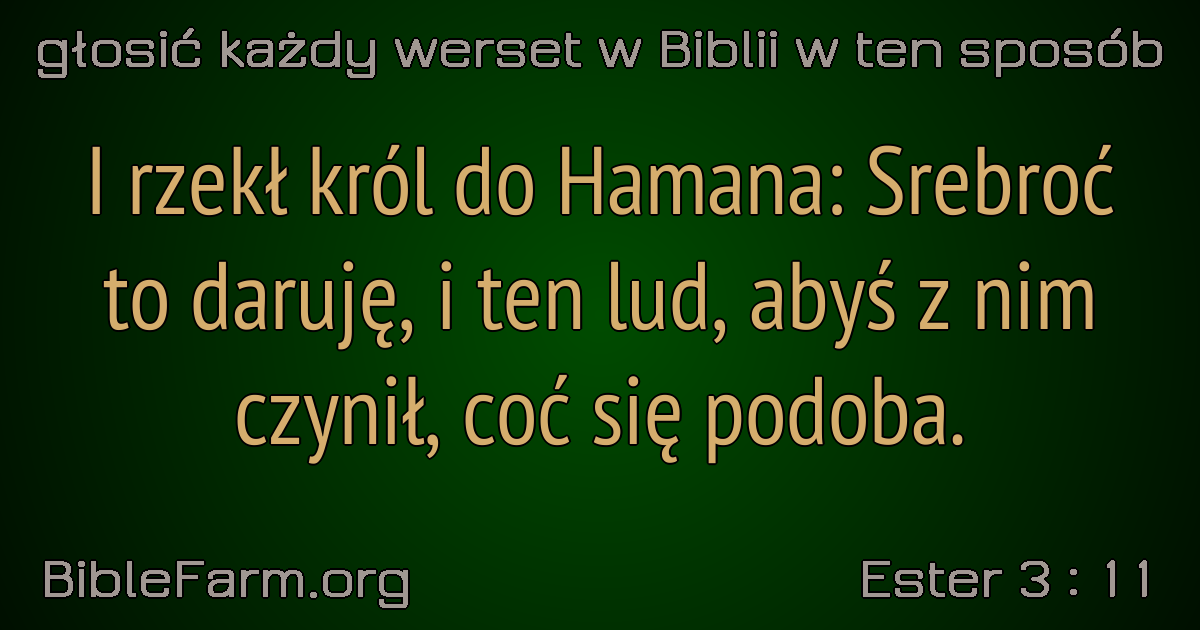 głosić każdy werset w Biblii w ten sposób
I rzekł król do Hamana: Srebroć
to daruję, i ten lud, abyś z nim
czynił, coć się podoba.
BibleFarm.org
Ester 3 : 11